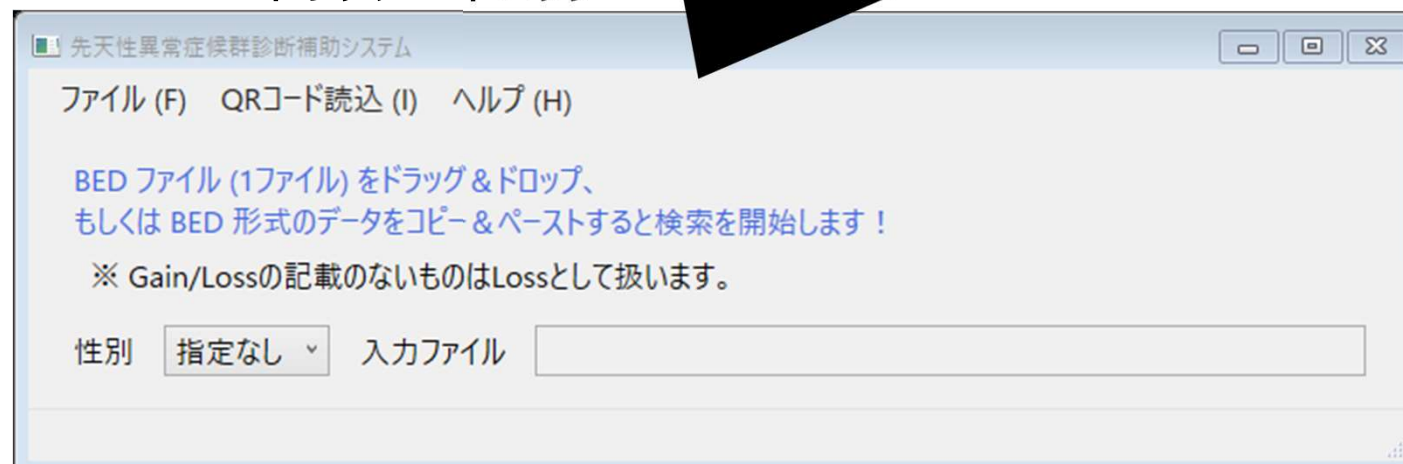 先天性異常症候群診断補助システム
ファイル (F) QRコード読込 (I) ヘルプ (H)
BED ファイル (1ファイル) をドラッグ＆ドロップ、
もしくは BED 形式のデータをコピー＆ペーストすると検索を開始します！
※ Gain/Lossの記載のないものはLossとして扱います。
性別 指定なし 入力ファイル